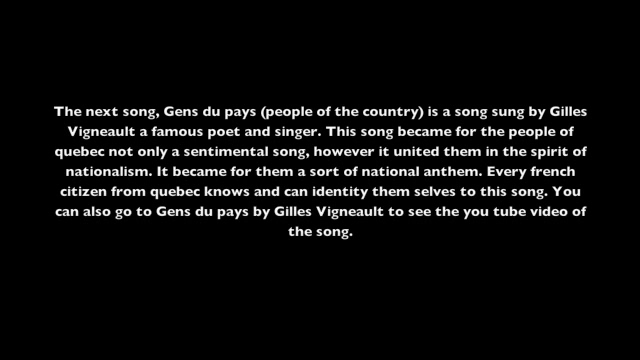 The next song, Gens du pays (people of the country) is a song sung by Gilles
Vigneault a famous poet and singer. This song became for the people of
quebec not only a sentimental song, however it united them in the spirit of
nationalism. It became for them a sort of national anthem. Every french
citizen from quebec knows and can identity them selves to this song. You
can also go to Gens du pays by Gilles Vigneault to see the you tube video of
the song.